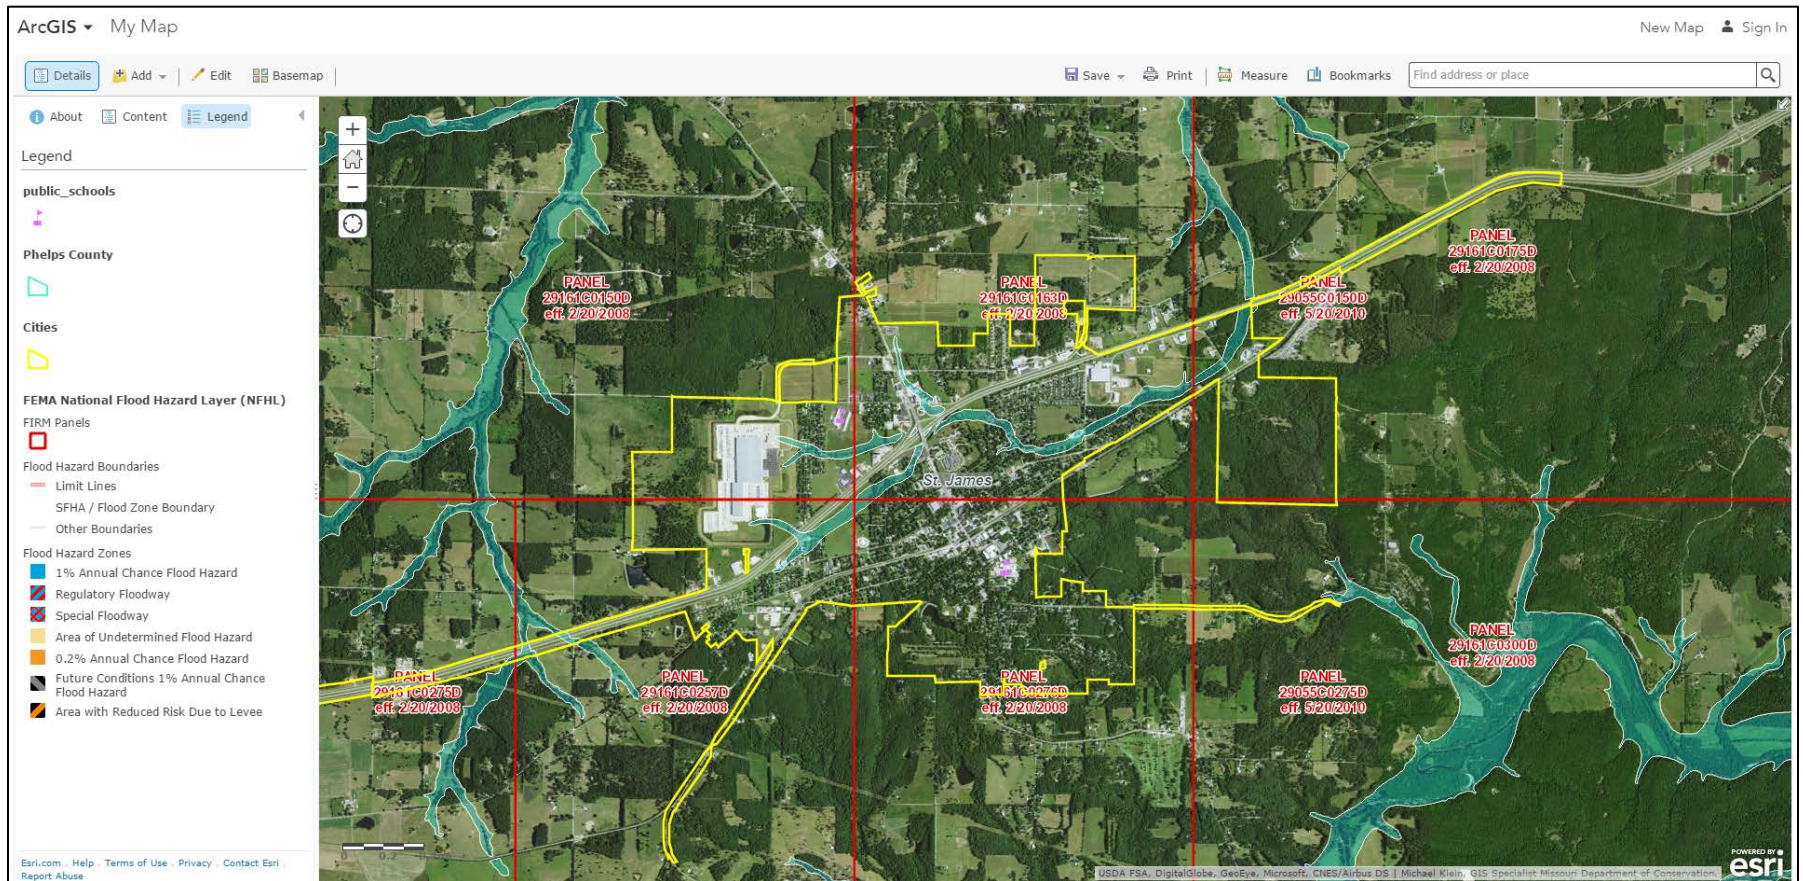 ArcGIS My Map
New Map Sign In
Details Add Edit Basemap
Save Print Measure Bookmarks Find address or place
About Content Legend
Legend
public_schools
Phelps County
Cities
FEMA National Flood Hazard Layer (NFHL)
FIRM Panels
Flood Hazard Boundaries
Limit Lines
SFHA / Flood Zone Boundary
Other Boundaries
Flood Hazard Zones
1% Annual Chance Flood Hazard
Regulatory Floodway
Special Floodway
Area of Undetermined Flood Hazard
0.2% Annual Chance Flood Hazard
Future Conditions 1% Annual Chance
Flood Hazard
Area with Reduced Risk Due to Levee
Esri.com . Help . Terms of Use . Privacy . Contact Esri .
Report Abuse
+
−
PANEL
29161C0150D
eff. 2/20/2008
PANEL
29161C0163D
eff. 2/20/2008
PANEL
29055C0150D
eff. 5/20/2010
PANEL
29161C0175D
eff. 2/20/2008
St. James
PANEL
29161C0275D
eff. 2/20/2008
PANEL
29161C0257D
eff. 2/20/2008
PANEL
29161C0276D
eff. 2/20/2008
PANEL
29055C0275D
eff. 5/20/2010
PANEL
29161C0300D
eff. 2/20/2008
0 0.2
USDA FSA, DigitalGlobe, GeoEye, Microsoft, CNES/Airbus DS | Michael Klein, GIS Specialist Missouri Department of Conservation.
POWERED BY
esri